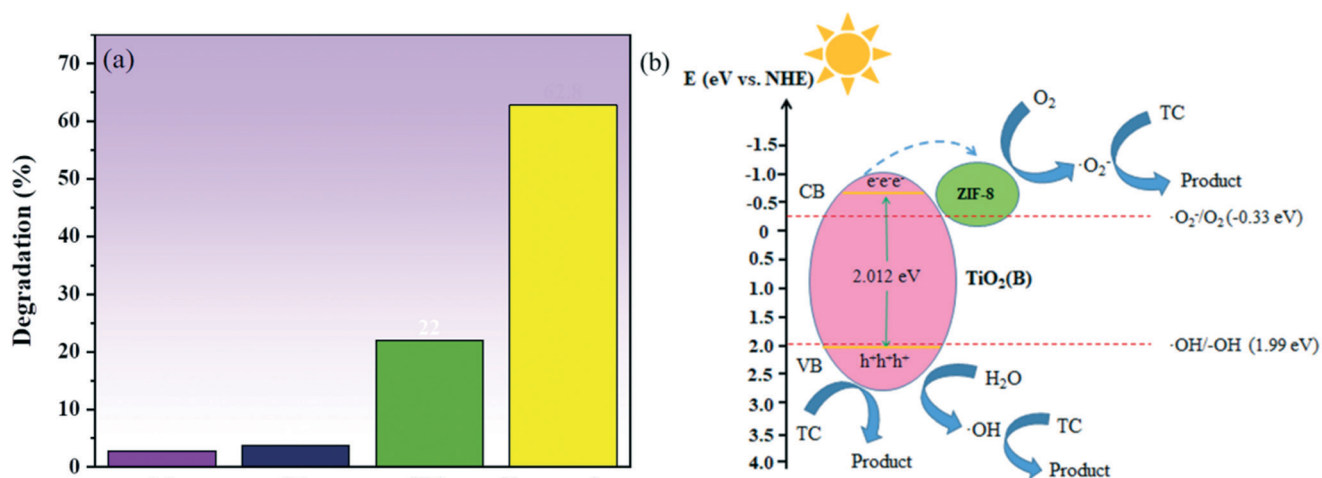 (a)
Degradation (%)
70
60
50
40
30
20
10
0
22
62.8
(b)
E (eV vs. NHE)
-1.5
-1.0
-0.5
0
0.5
1.0
1.5
2.0
2.5
3.0
3.5
4.0
CB
VB
e⁻e⁻e⁻
2.012 eV
h⁺h⁺h⁺
ZIF-8
TiO₂(B)
O₂
·O₂⁻
TC
Product
·O₂⁻/O₂ (-0.33 eV)
·OH/-OH (1.99 eV)
H₂O
·OH
TC
Product
TC
Product